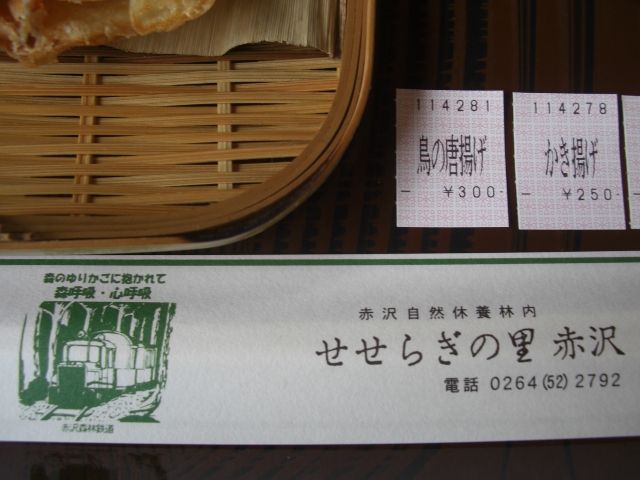 114281
鳥の唐揚げ
― ￥300-
114278
かき揚げ
― ￥250-
森のゆりかごに抱かれて
森呼吸・心呼吸
赤沢森林鉄道
赤沢自然休養林内
せせらぎの里 赤沢
電話 0264(52)2792